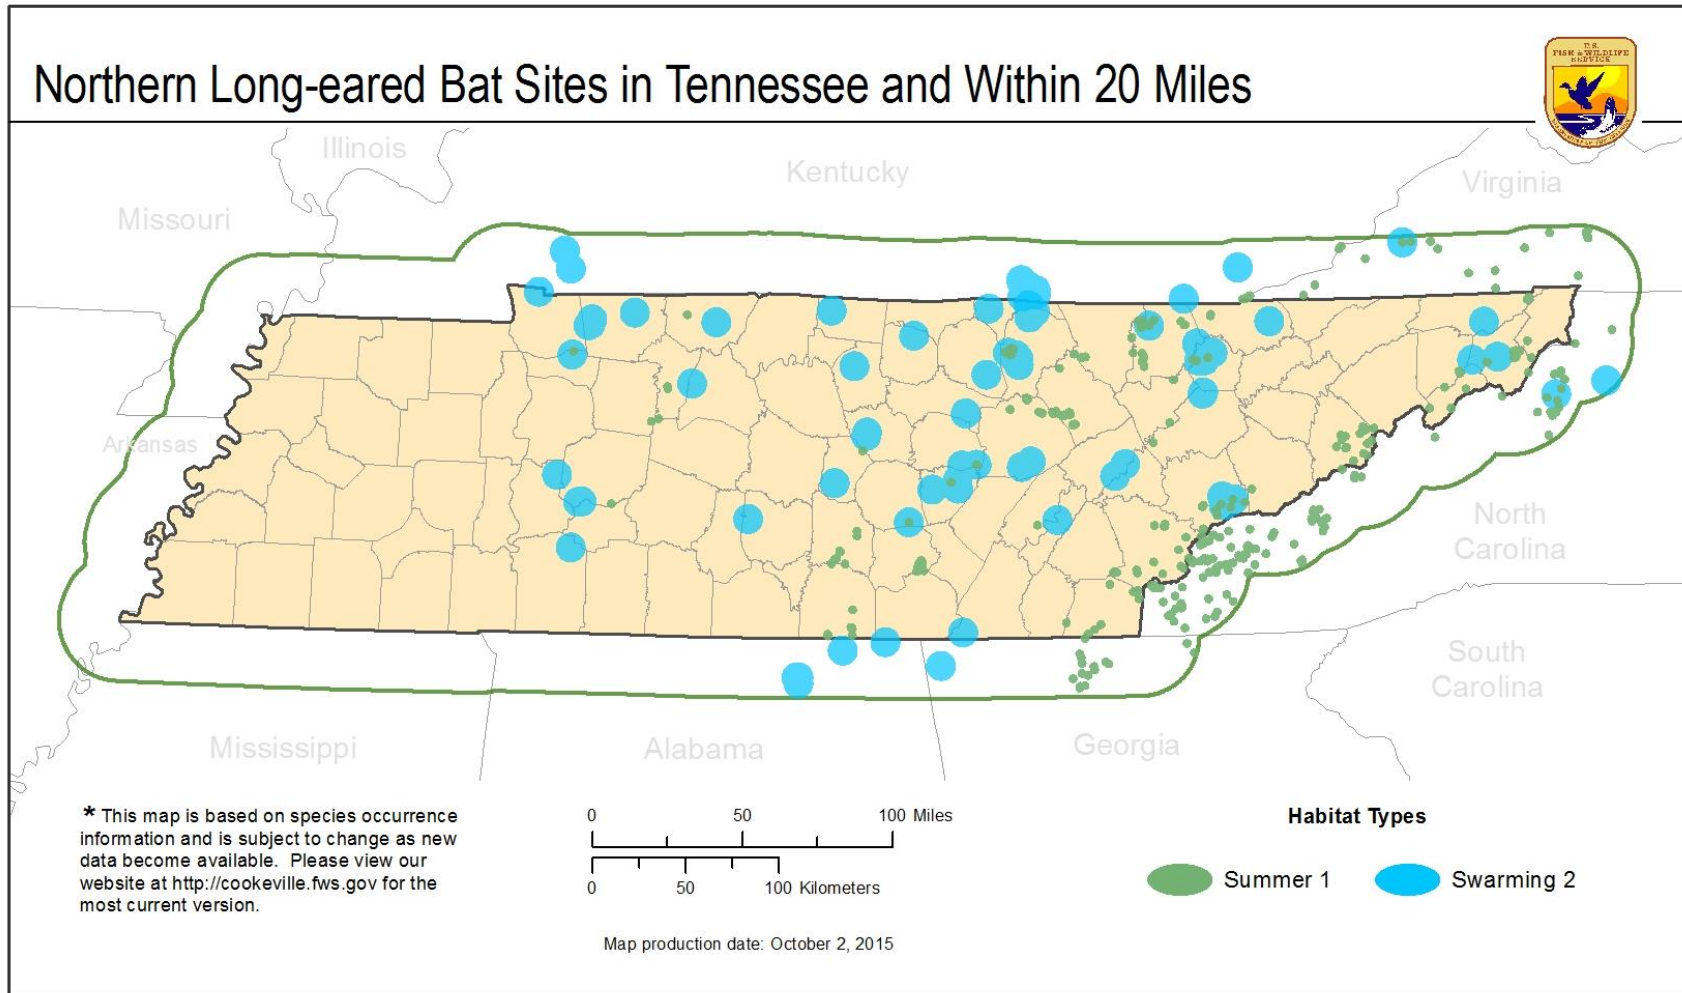 Northern Long-eared Bat Sites in Tennessee and Within 20 Miles
U.S.
FISH & WILDLIFE
SERVICE
Illinois
Kentucky
Virginia
Missouri
Arkansas
North
Carolina
South
Carolina
Mississippi
Alabama
Georgia
* This map is based on species occurrence
information and is subject to change as new
data become available. Please view our
website at http://cookeville.fws.gov for the
most current version.
0 50 100 Miles
0 50 100 Kilometers
Map production date: October 2, 2015
Habitat Types
Summer 1
Swarming 2